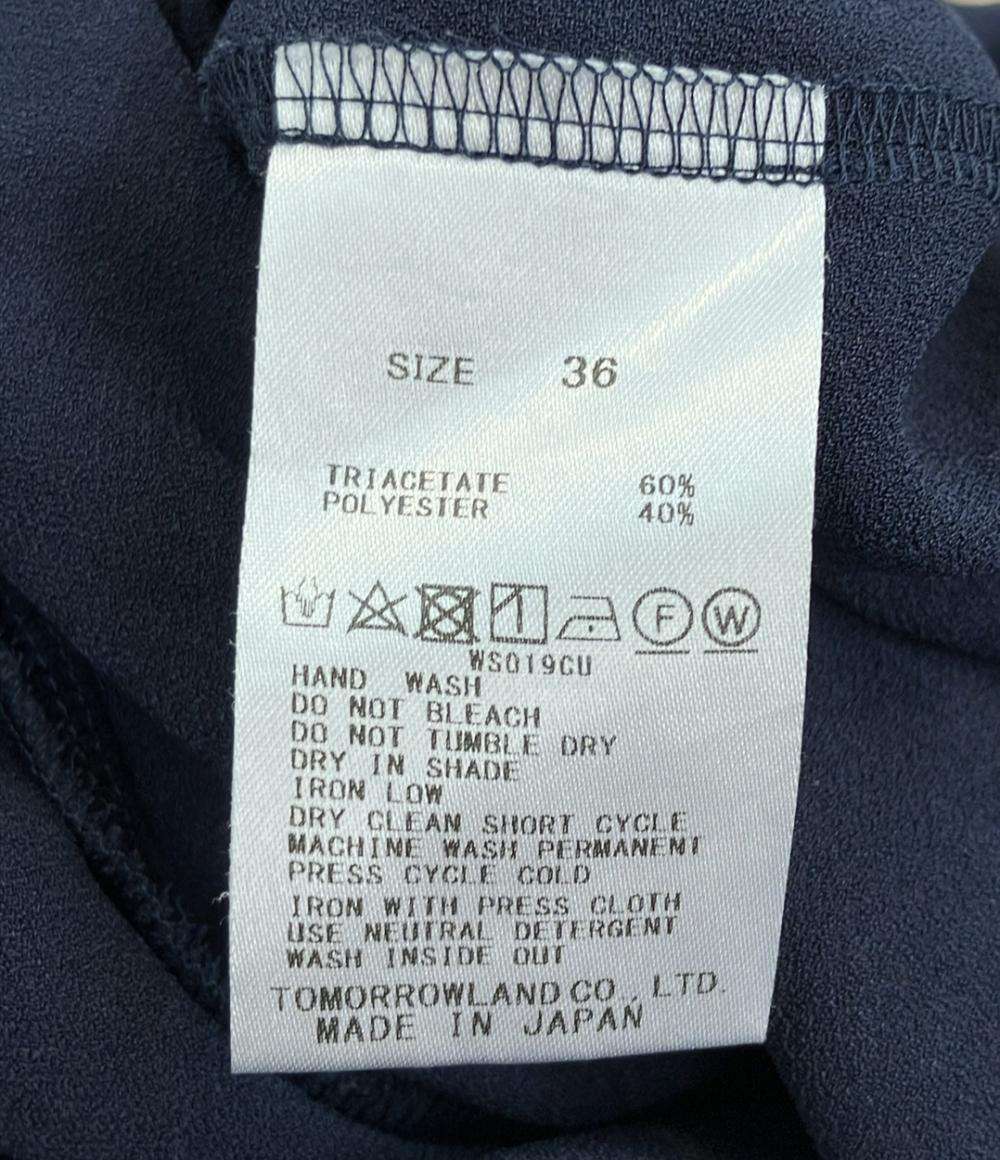 SIZE 36
TRIACETATE 60%
POLYESTER 40%
F W
WS019CU
HAND WASH
DO NOT BLEACH
DO NOT TUMBLE DRY
DRY IN SHADE
IRON LOW
DRY CLEAN SHORT CYCLE
MACHINE WASH PERMANENT
PRESS CYCLE COLD
IRON WITH PRESS CLOTH
USE NEUTRAL DETERGENT
WASH INSIDE OUT
TOMORROWLAND CO., LTD.
MADE IN JAPAN